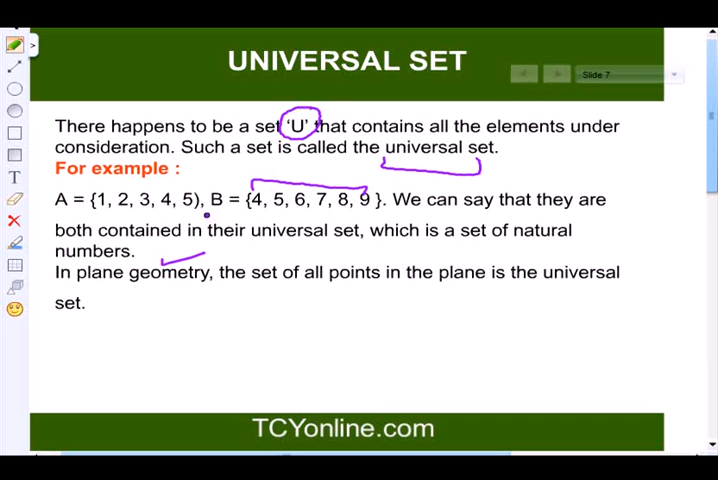 UNIVERSAL SET
Slide 7
There happens to be a set ‘U’ that contains all the elements under
consideration. Such a set is called the universal set.
For example :
A = {1, 2, 3, 4, 5), B = {4, 5, 6, 7, 8, 9 }. We can say that they are
both contained in their universal set, which is a set of natural
numbers.
In plane geometry, the set of all points in the plane is the universal
set.
TCYonline.com
T